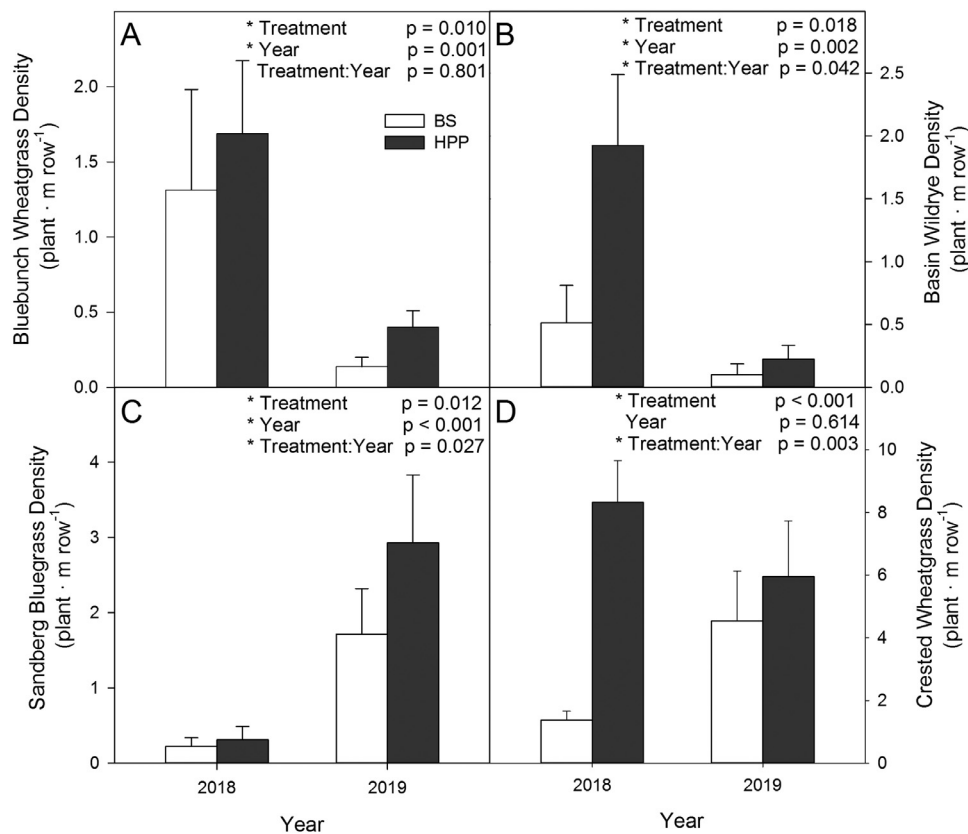 A
* Treatment p = 0.010
* Year p = 0.001
Treatment:Year p = 0.801
BS
HPP
Bluebunch Wheatgrass Density
(plant · m row⁻¹)
2.0
1.5
1.0
0.5
0.0
B
* Treatment p = 0.018
* Year p = 0.002
* Treatment:Year p = 0.042
2.5
2.0
1.5
1.0
0.5
0.0
Basin Wildrye Density
(plant · m row⁻¹)
C
* Treatment p = 0.012
* Year p < 0.001
* Treatment:Year p = 0.027
Sandberg Bluegrass Density
(plant · m row⁻¹)
4
3
2
1
0
2018 2019
Year
D
* Treatment p < 0.001
Year p = 0.614
* Treatment:Year p = 0.003
10
8
6
4
2
0
Crested Wheatgrass Density
(plant · m row⁻¹)
2018 2019
Year